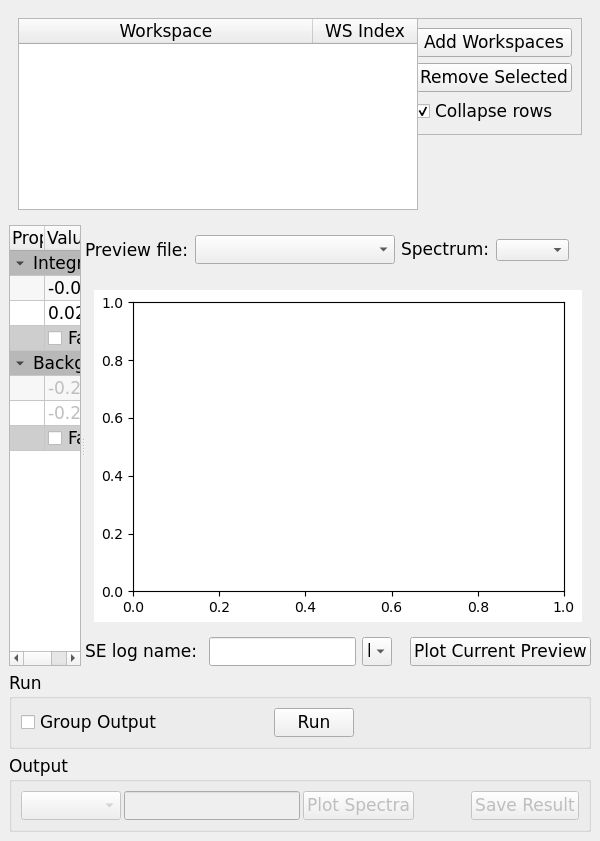 Workspace WS Index
Add Workspaces
Remove Selected
Collapse rows
Prop Valu
Preview file: Spectrum:
Integr
-0.0
0.02
Fa
Backg
-0.2
-0.2
Fa
1.0
0.8
0.6
0.4
0.2
0.0
0.0 0.2 0.4 0.6 0.8 1.0
SE log name: Plot Current Preview
Run
Group Output Run
Output
Plot Spectra Save Result